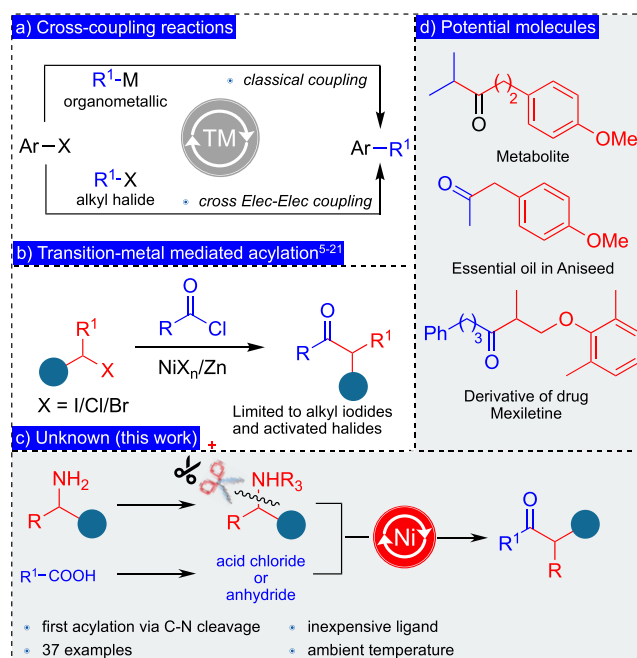 a) Cross-coupling reactions
R¹-M
organometallic
classical coupling
Ar–X
TM
Ar–R¹
R¹-X
alkyl halide
cross Elec-Elec coupling
b) Transition-metal mediated acylation⁵⁻²¹
R¹
X
X = I/Cl/Br
O
R
Cl
NiXₙ/Zn
O
R
R¹
Limited to alkyl iodides
and activated halides
d) Potential molecules
O
( )₂
OMe
Metabolite
O
OMe
Essential oil in Aniseed
Ph
( )₃
O
O
Derivative of drug
Mexiletine
c) Unknown (this work)
NH₂
R
+
NHR₃
R
R¹–COOH
acid chloride
or
anhydride
Ni
O
R¹
R
first acylation via C-N cleavage
inexpensive ligand
37 examples
ambient temperature